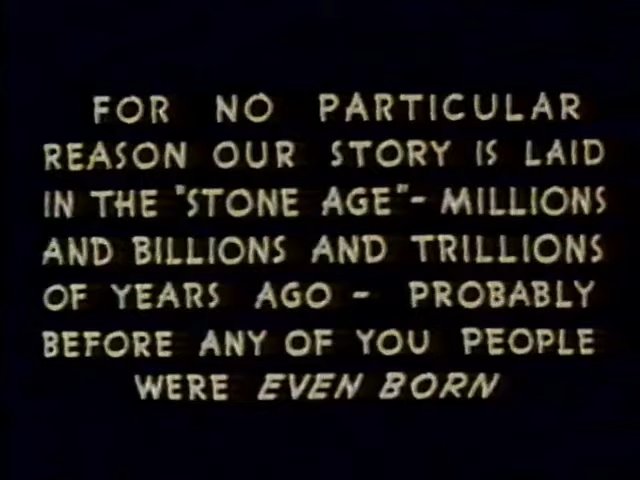 FOR NO PARTICULAR
REASON OUR STORY IS LAID
IN THE "STONE AGE"- MILLIONS
AND BILLIONS AND TRILLIONS
OF YEARS AGO - PROBABLY
BEFORE ANY OF YOU PEOPLE
WERE EVEN BORN